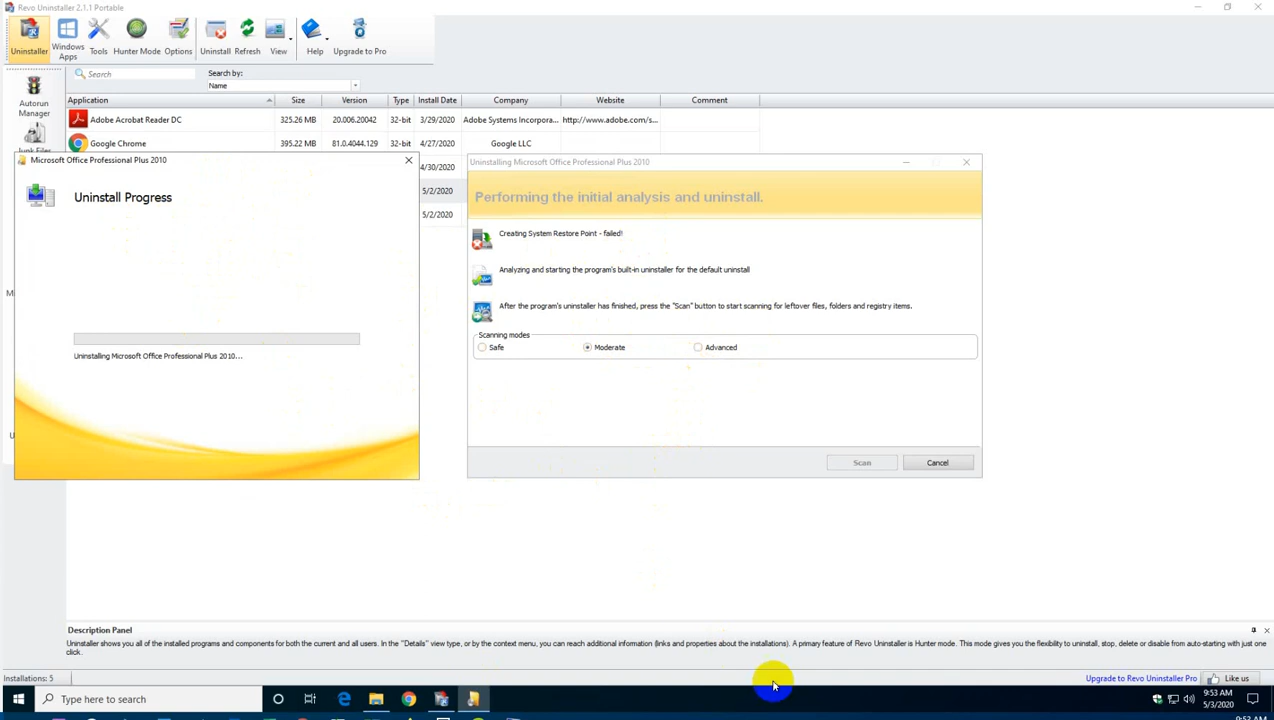 Revo Uninstaller 2.1.1 Portable
Uninstaller
Windows Apps
Tools
Hunter Mode
Options
Uninstall
Refresh
View
Help
Upgrade to Pro
Autorun Manager
Search
Search by:
Name
Application Size Version Type Install Date Company Website Comment
Adobe Acrobat Reader DC 325.26 MB 20.006.20042 32-bit 3/29/2020 Adobe Systems Incorpora... http://www.adobe.com/s...
Google Chrome 395.22 MB 81.0.4044.129 32-bit 4/27/2020 Google LLC
4/30/2020
5/2/2020
5/2/2020
Microsoft Office Professional Plus 2010
Uninstall Progress
Uninstalling Microsoft Office Professional Plus 2010...
Uninstalling Microsoft Office Professional Plus 2010
Performing the initial analysis and uninstall.
Creating System Restore Point - failed!
Analyzing and starting the program's built-in uninstaller for the default uninstall
After the program's uninstaller has finished, press the "Scan" button to start scanning for leftover files, folders and registry items.
Scanning modes
Safe Moderate Advanced
Scan Cancel
Description Panel
Uninstaller shows you all of the installed programs and components for both the current and all users. In the "Details" view type, or by the context menu, you can reach additional information (links and properties about the installations). A primary feature of Revo Uninstaller is Hunter mode. This mode gives you the flexibility to uninstall, stop, delete or disable from auto-starting with just one
click.
Installations: 5
Upgrade to Revo Uninstaller Pro
Like us
Type here to search
9:53 AM
5/3/2020